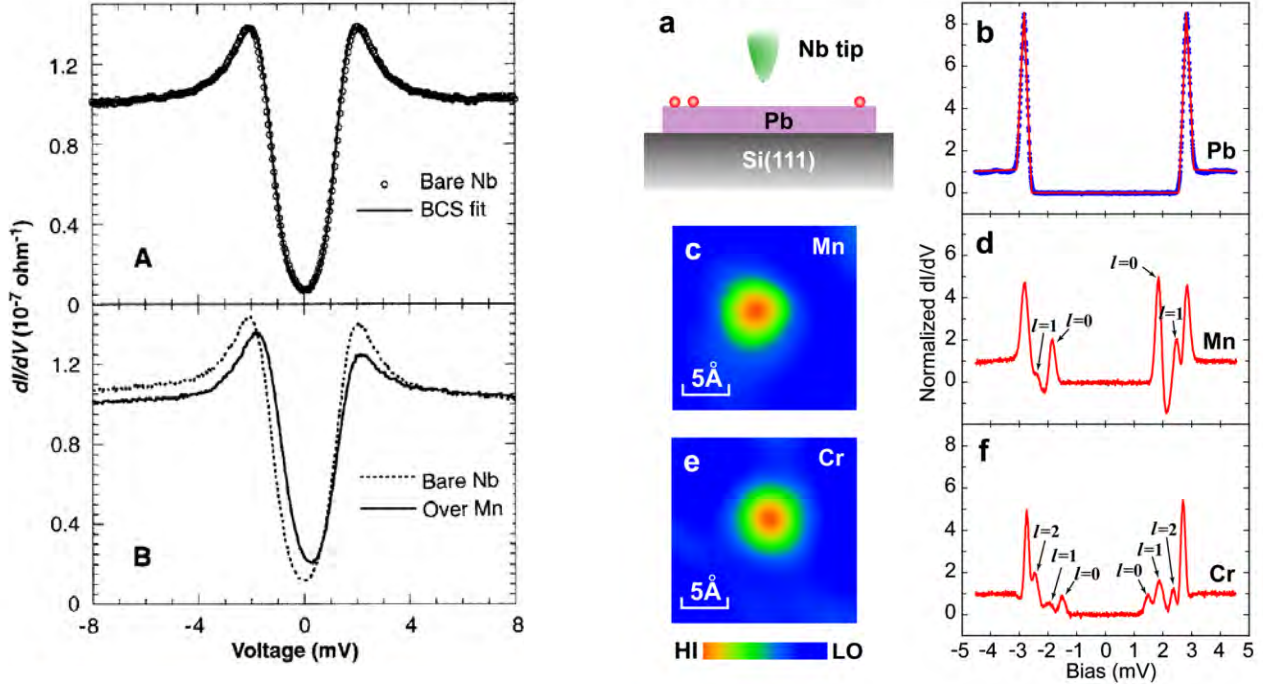 dI/dV (10⁻⁷ ohm⁻¹)
1.2
0.8
0.4
0
A
Bare Nb
BCS fit
1.2
0.8
0.4
0
B
Bare Nb
Over Mn
-8
-4
0
4
8
Voltage (mV)
a
Nb tip
Pb
Si(111)
c
Mn
5Å
e
Cr
5Å
HI
LO
Normalized dI/dV
b
8
6
4
2
0
Pb
d
6
4
2
0
l=1
l=0
l=0
l=1
Mn
f
8
6
4
2
0
l=2
l=1
l=0
l=0
l=1
l=2
Cr
-5 -4 -3 -2 -1 0 1 2 3 4 5
Bias (mV)